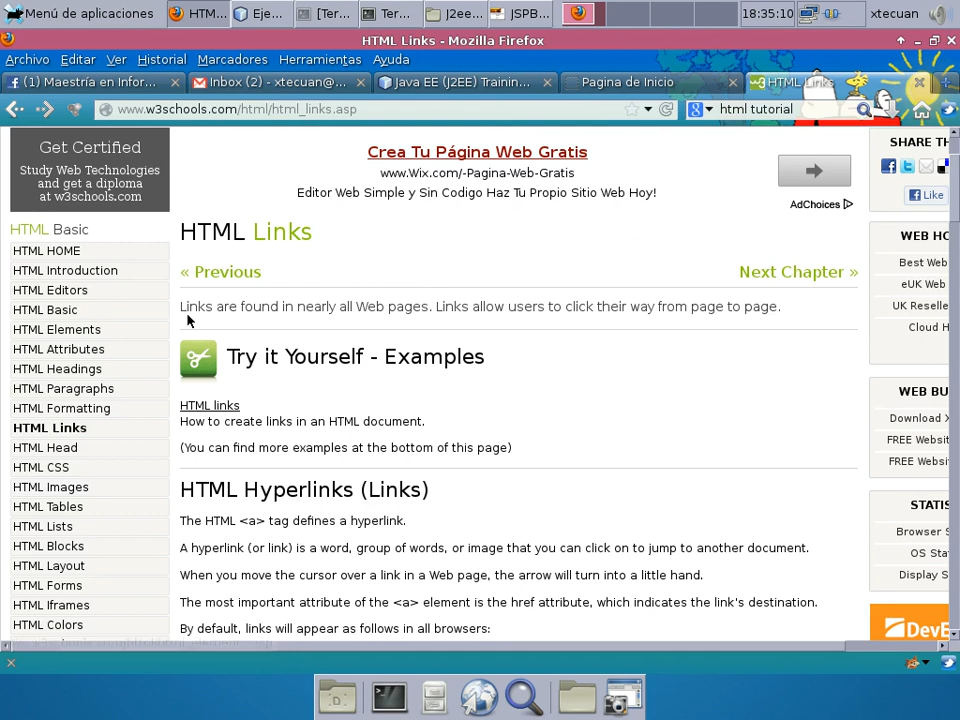 Menú de aplicaciones
HTM...
Eje...
[Ter...
Ter...
J2ee...
JSPB...
18:35:10
xtecuan
HTML Links - Mozilla Firefox
Archivo Editar Ver Historial Marcadores Herramientas Ayuda
(1) Maestría en Infor...
Inbox (2) - xtecuan@...
Java EE (J2EE) Trainin...
Pagina de Inicio
HTML Links
www.w3schools.com/html/html_links.asp
html tutorial
Get Certified
Study Web Technologies
and get a diploma
at w3schools.com
Crea Tu Página Web Gratis
www.Wix.com/-Pagina-Web-Gratis
Editor Web Simple y Sin Codigo Haz Tu Propio Sitio Web Hoy!
AdChoices
HTML Basic
HTML HOME
HTML Introduction
HTML Editors
HTML Basic
HTML Elements
HTML Attributes
HTML Headings
HTML Paragraphs
HTML Formatting
HTML Links
HTML Head
HTML CSS
HTML Images
HTML Tables
HTML Lists
HTML Blocks
HTML Layout
HTML Forms
HTML Iframes
HTML Colors
HTML Links
« Previous
Next Chapter »
Links are found in nearly all Web pages. Links allow users to click their way from page to page.
Try it Yourself - Examples
HTML links
How to create links in an HTML document.
(You can find more examples at the bottom of this page)
HTML Hyperlinks (Links)
The HTML <a> tag defines a hyperlink.
A hyperlink (or link) is a word, group of words, or image that you can click on to jump to another document.
When you move the cursor over a link in a Web page, the arrow will turn into a little hand.
The most important attribute of the <a> element is the href attribute, which indicates the link's destination.
By default, links will appear as follows in all browsers:
SHARE TH
Like
WEB HO
Best Web
eUK Web
UK Reselle
Cloud H
WEB BU
Download X
FREE Websit
FREE Websi
STATIS
Browser S
OS Sta
Display S
DevE